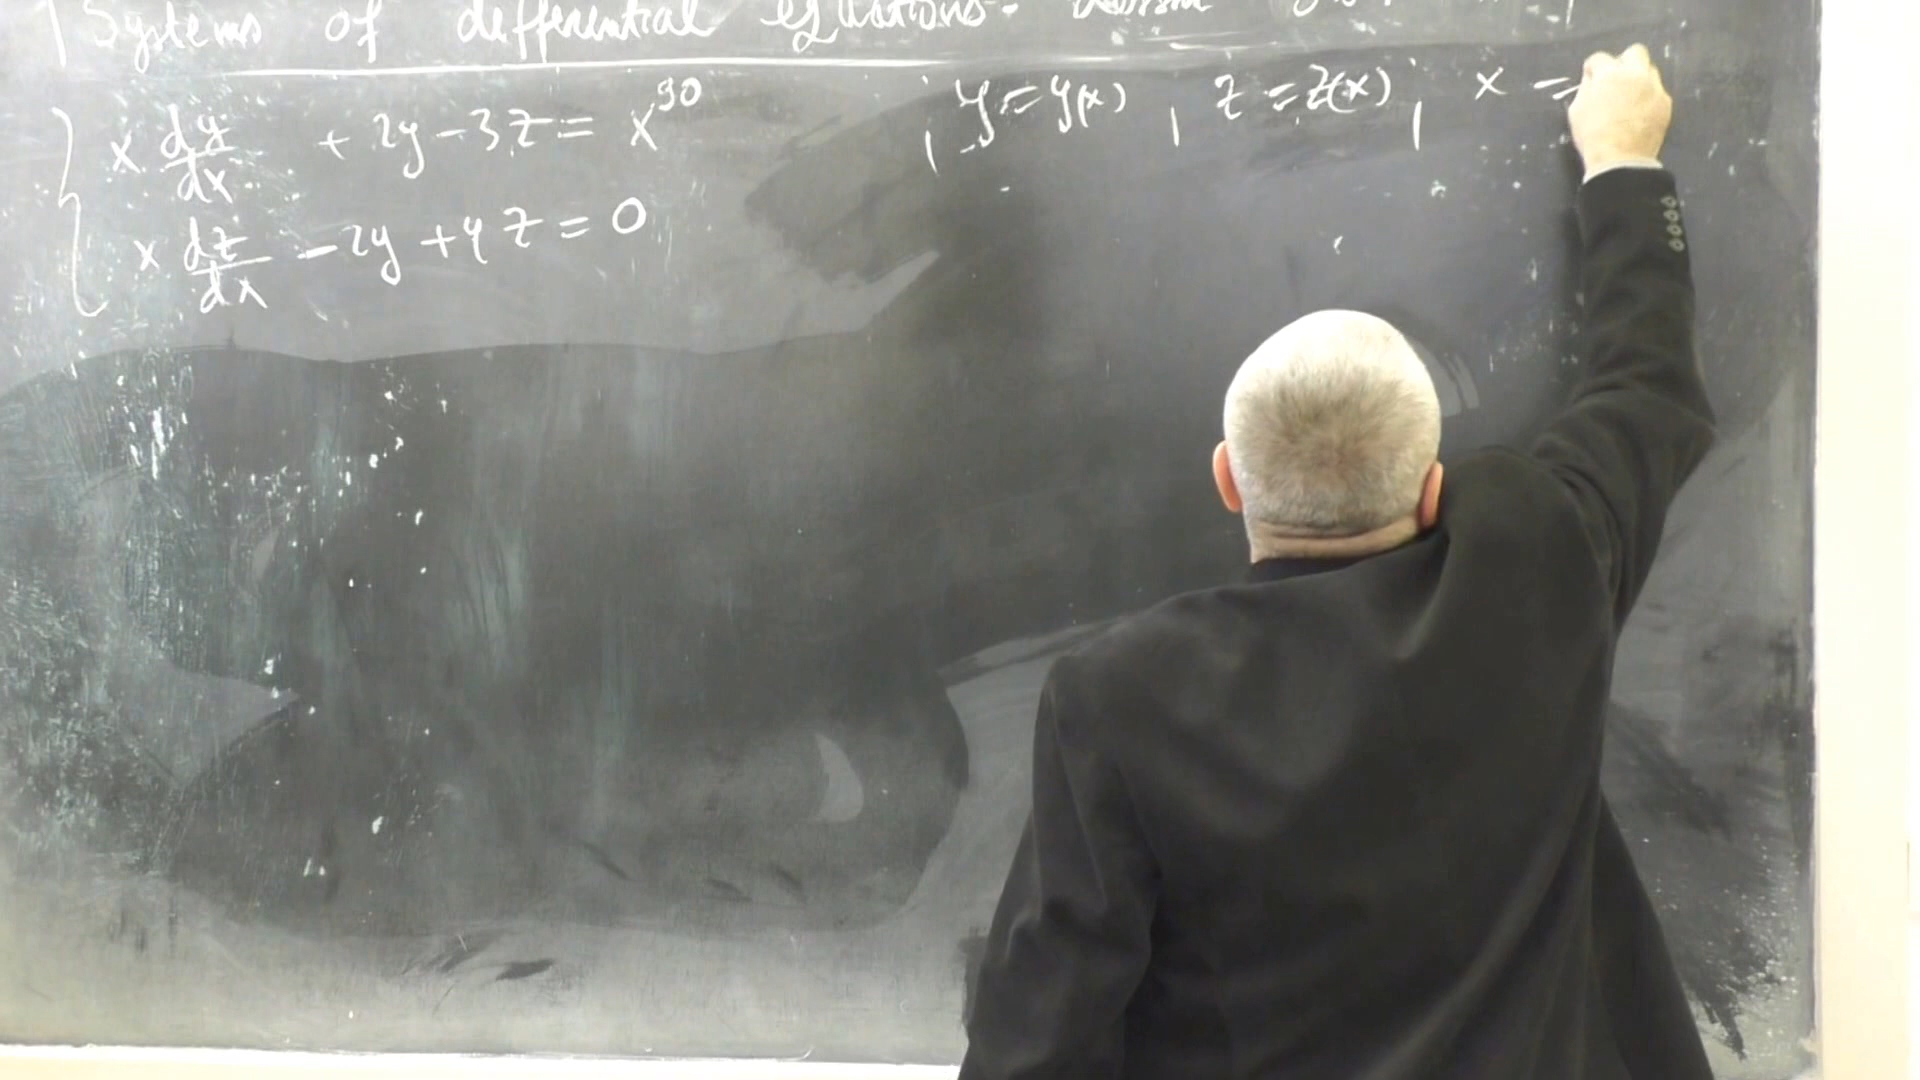 Systems of differential equations.
x dy/dx + 2y - 3z = x^90 ; y = y(x) , z = z(x) , x =
x dz/dx - 2y + 4z = 0